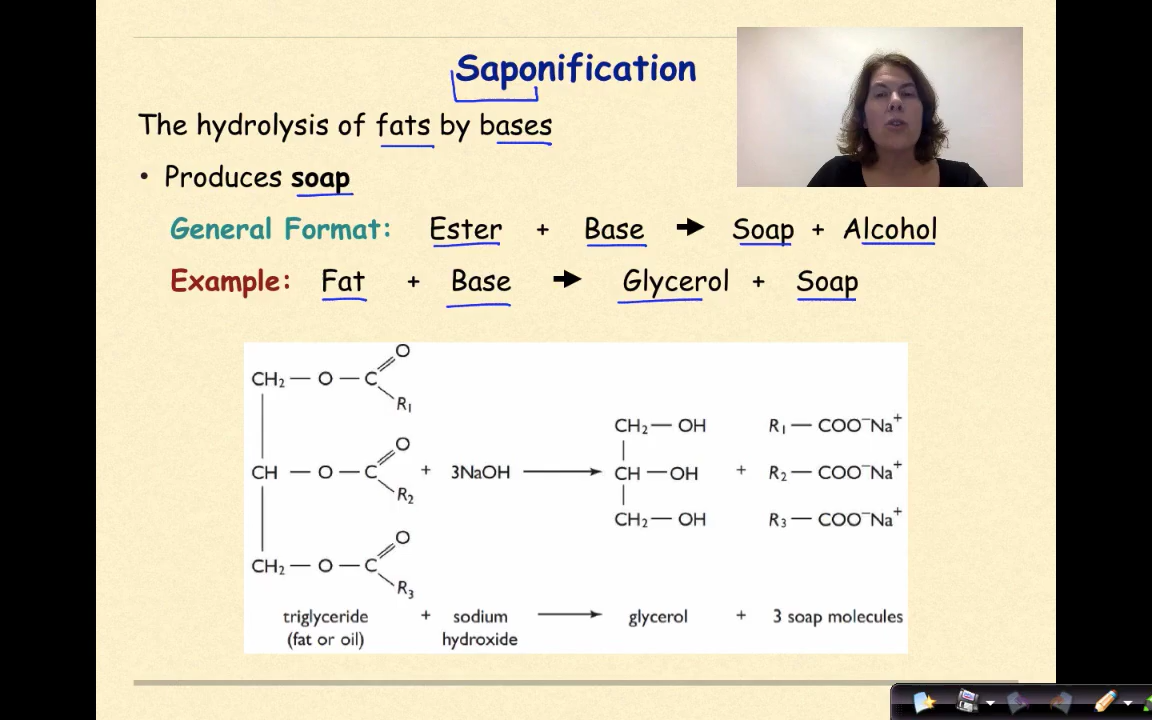 Saponification
The hydrolysis of fats by bases
• Produces soap
General Format: Ester + Base → Soap + Alcohol
Example: Fat + Base → Glycerol + Soap
O
CH₂ — O — C
R₁
CH₂ — OH R₁ — COO⁻Na⁺
O
CH — O — C + 3NaOH → CH — OH + R₂ — COO⁻Na⁺
R₂
CH₂ — OH R₃ — COO⁻Na⁺
O
CH₂ — O — C
R₃
triglyceride + sodium → glycerol + 3 soap molecules
(fat or oil) hydroxide